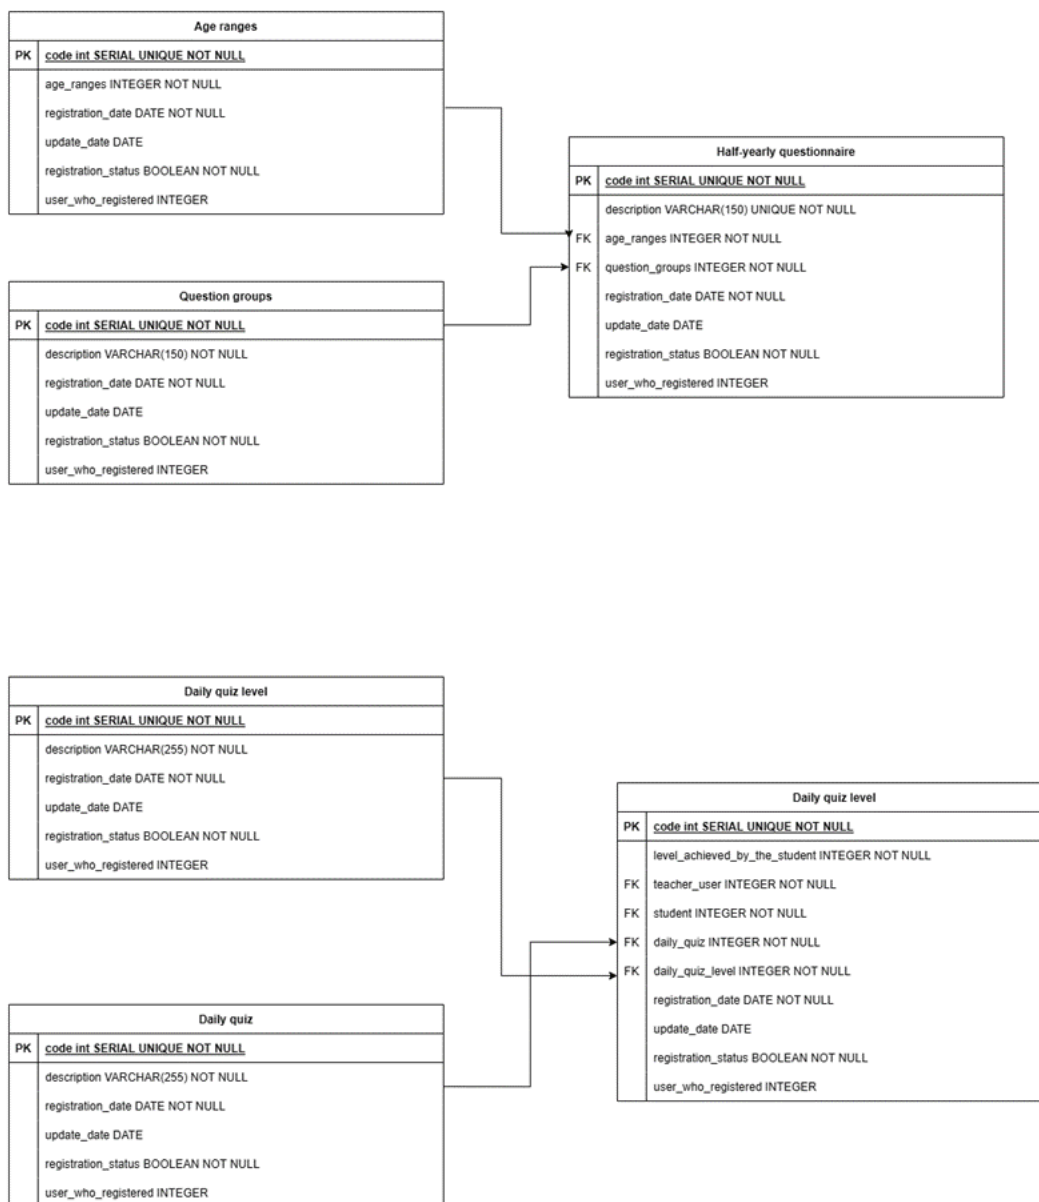 Age ranges
PK code int SERIAL UNIQUE NOT NULL
age_ranges INTEGER NOT NULL
registration_date DATE NOT NULL
update_date DATE
registration_status BOOLEAN NOT NULL
user_who_registered INTEGER
Half-yearly questionnaire
PK code int SERIAL UNIQUE NOT NULL
description VARCHAR(150) UNIQUE NOT NULL
FK age_ranges INTEGER NOT NULL
FK question_groups INTEGER NOT NULL
registration_date DATE NOT NULL
update_date DATE
registration_status BOOLEAN NOT NULL
user_who_registered INTEGER
Question groups
PK code int SERIAL UNIQUE NOT NULL
description VARCHAR(150) NOT NULL
registration_date DATE NOT NULL
update_date DATE
registration_status BOOLEAN NOT NULL
user_who_registered INTEGER
Daily quiz level
PK code int SERIAL UNIQUE NOT NULL
description VARCHAR(255) NOT NULL
registration_date DATE NOT NULL
update_date DATE
registration_status BOOLEAN NOT NULL
user_who_registered INTEGER
Daily quiz level
PK code int SERIAL UNIQUE NOT NULL
level_achieved_by_the_student INTEGER NOT NULL
FK teacher_user INTEGER NOT NULL
FK student INTEGER NOT NULL
FK daily_quiz INTEGER NOT NULL
FK daily_quiz_level INTEGER NOT NULL
registration_date DATE NOT NULL
update_date DATE
registration_status BOOLEAN NOT NULL
user_who_registered INTEGER
Daily quiz
PK code int SERIAL UNIQUE NOT NULL
description VARCHAR(255) NOT NULL
registration_date DATE NOT NULL
update_date DATE
registration_status BOOLEAN NOT NULL
user_who_registered INTEGER